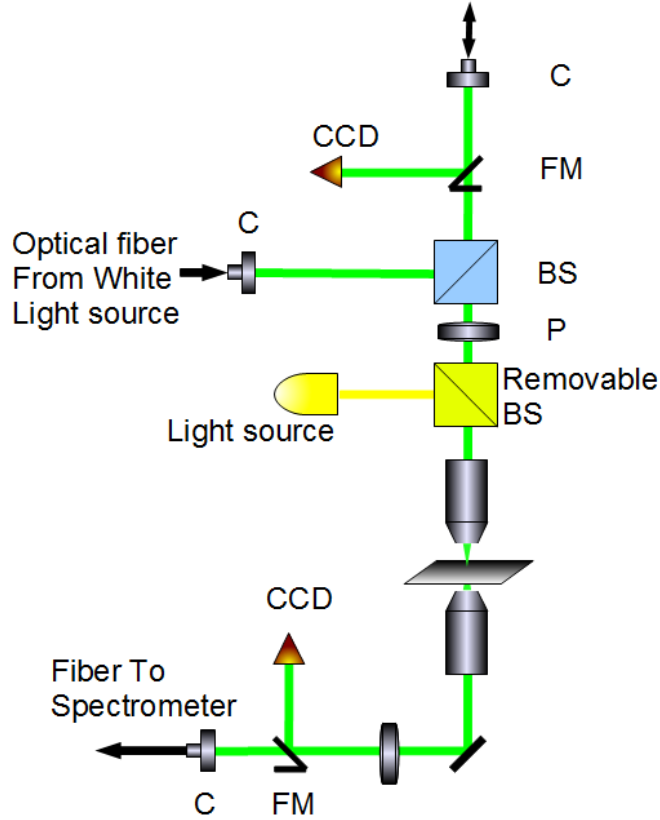 C
CCD
FM
C
Optical fiber
From White
Light source
BS
P
Removable
BS
Light source
CCD
Fiber To
Spectrometer
C
FM